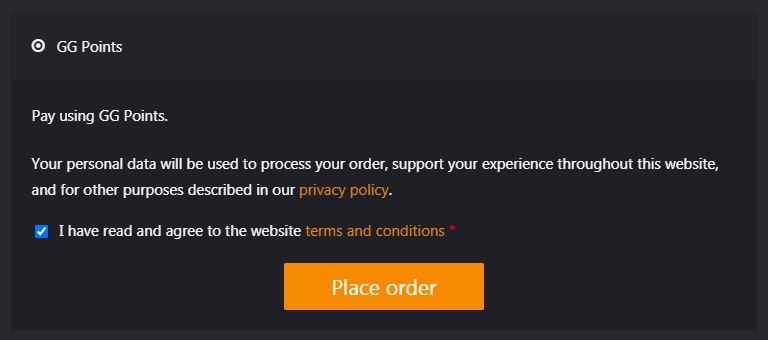 GG Points
Pay using GG Points.
Your personal data will be used to process your order, support your experience throughout this website,
and for other purposes described in our privacy policy.
I have read and agree to the website terms and conditions *
Place order